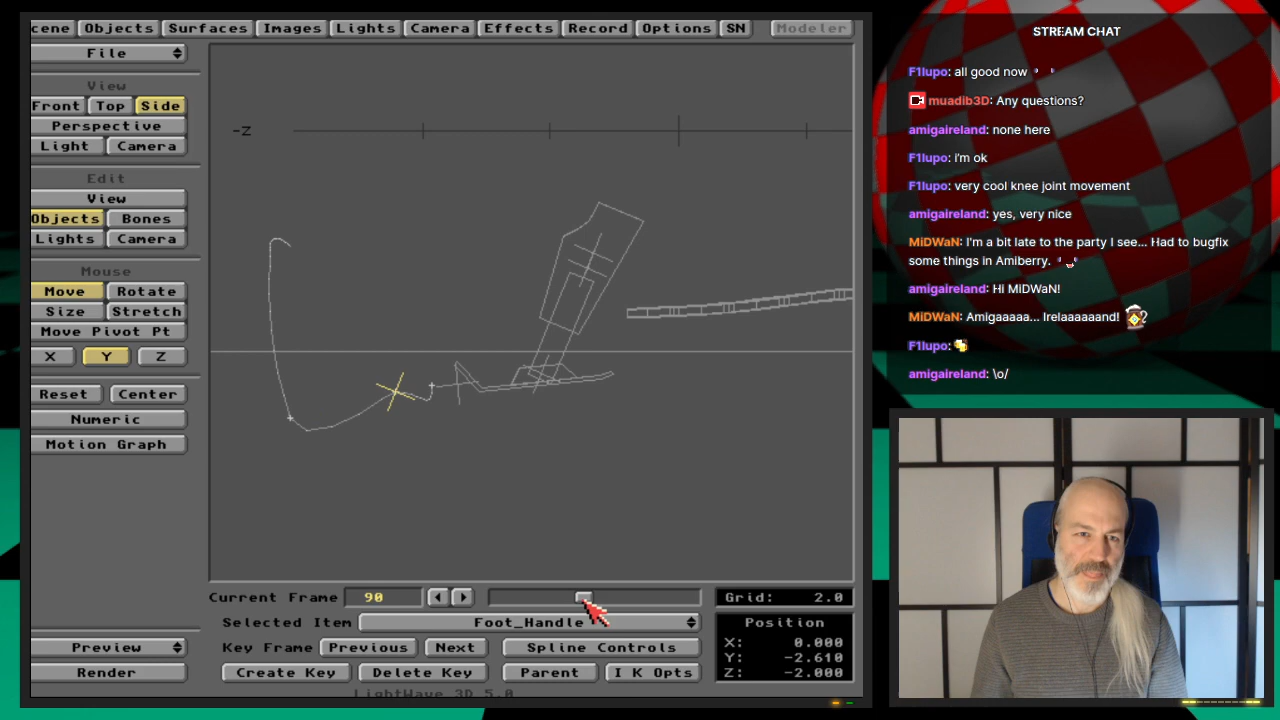 cene Objects Surfaces Images Lights Camera Effects Record Options SN Modeler
File
View
Front Top Side
Perspective
Light Camera
Edit
View
Objects Bones
Lights Camera
Mouse
Move Rotate
Size Stretch
Move Pivot Pt
X Y Z
Reset Center
Numeric
Motion Graph
Preview
Render
-Z
Current Frame 90
Grid: 2.0
Selected Item Foot_Handle
Key Frame Previous Next Spline Controls
Create Key Delete Key Parent I K Opts
Position
X: 0.000
Y: -2.610
Z: -2.000
LightWave 3D 5.0
STREAM CHAT
F1lupo: all good now
muadib3D: Any questions?
amigaireland: none here
F1lupo: i'm ok
F1lupo: very cool knee joint movement
amigaireland: yes, very nice
MiDWaN: I'm a bit late to the party I see... Had to bugfix
some things in Amiberry.
amigaireland: Hi MiDWaN!
MiDWaN: Amigaaaaa... Irelaaaaand!
F1lupo:
amigaireland: \o/